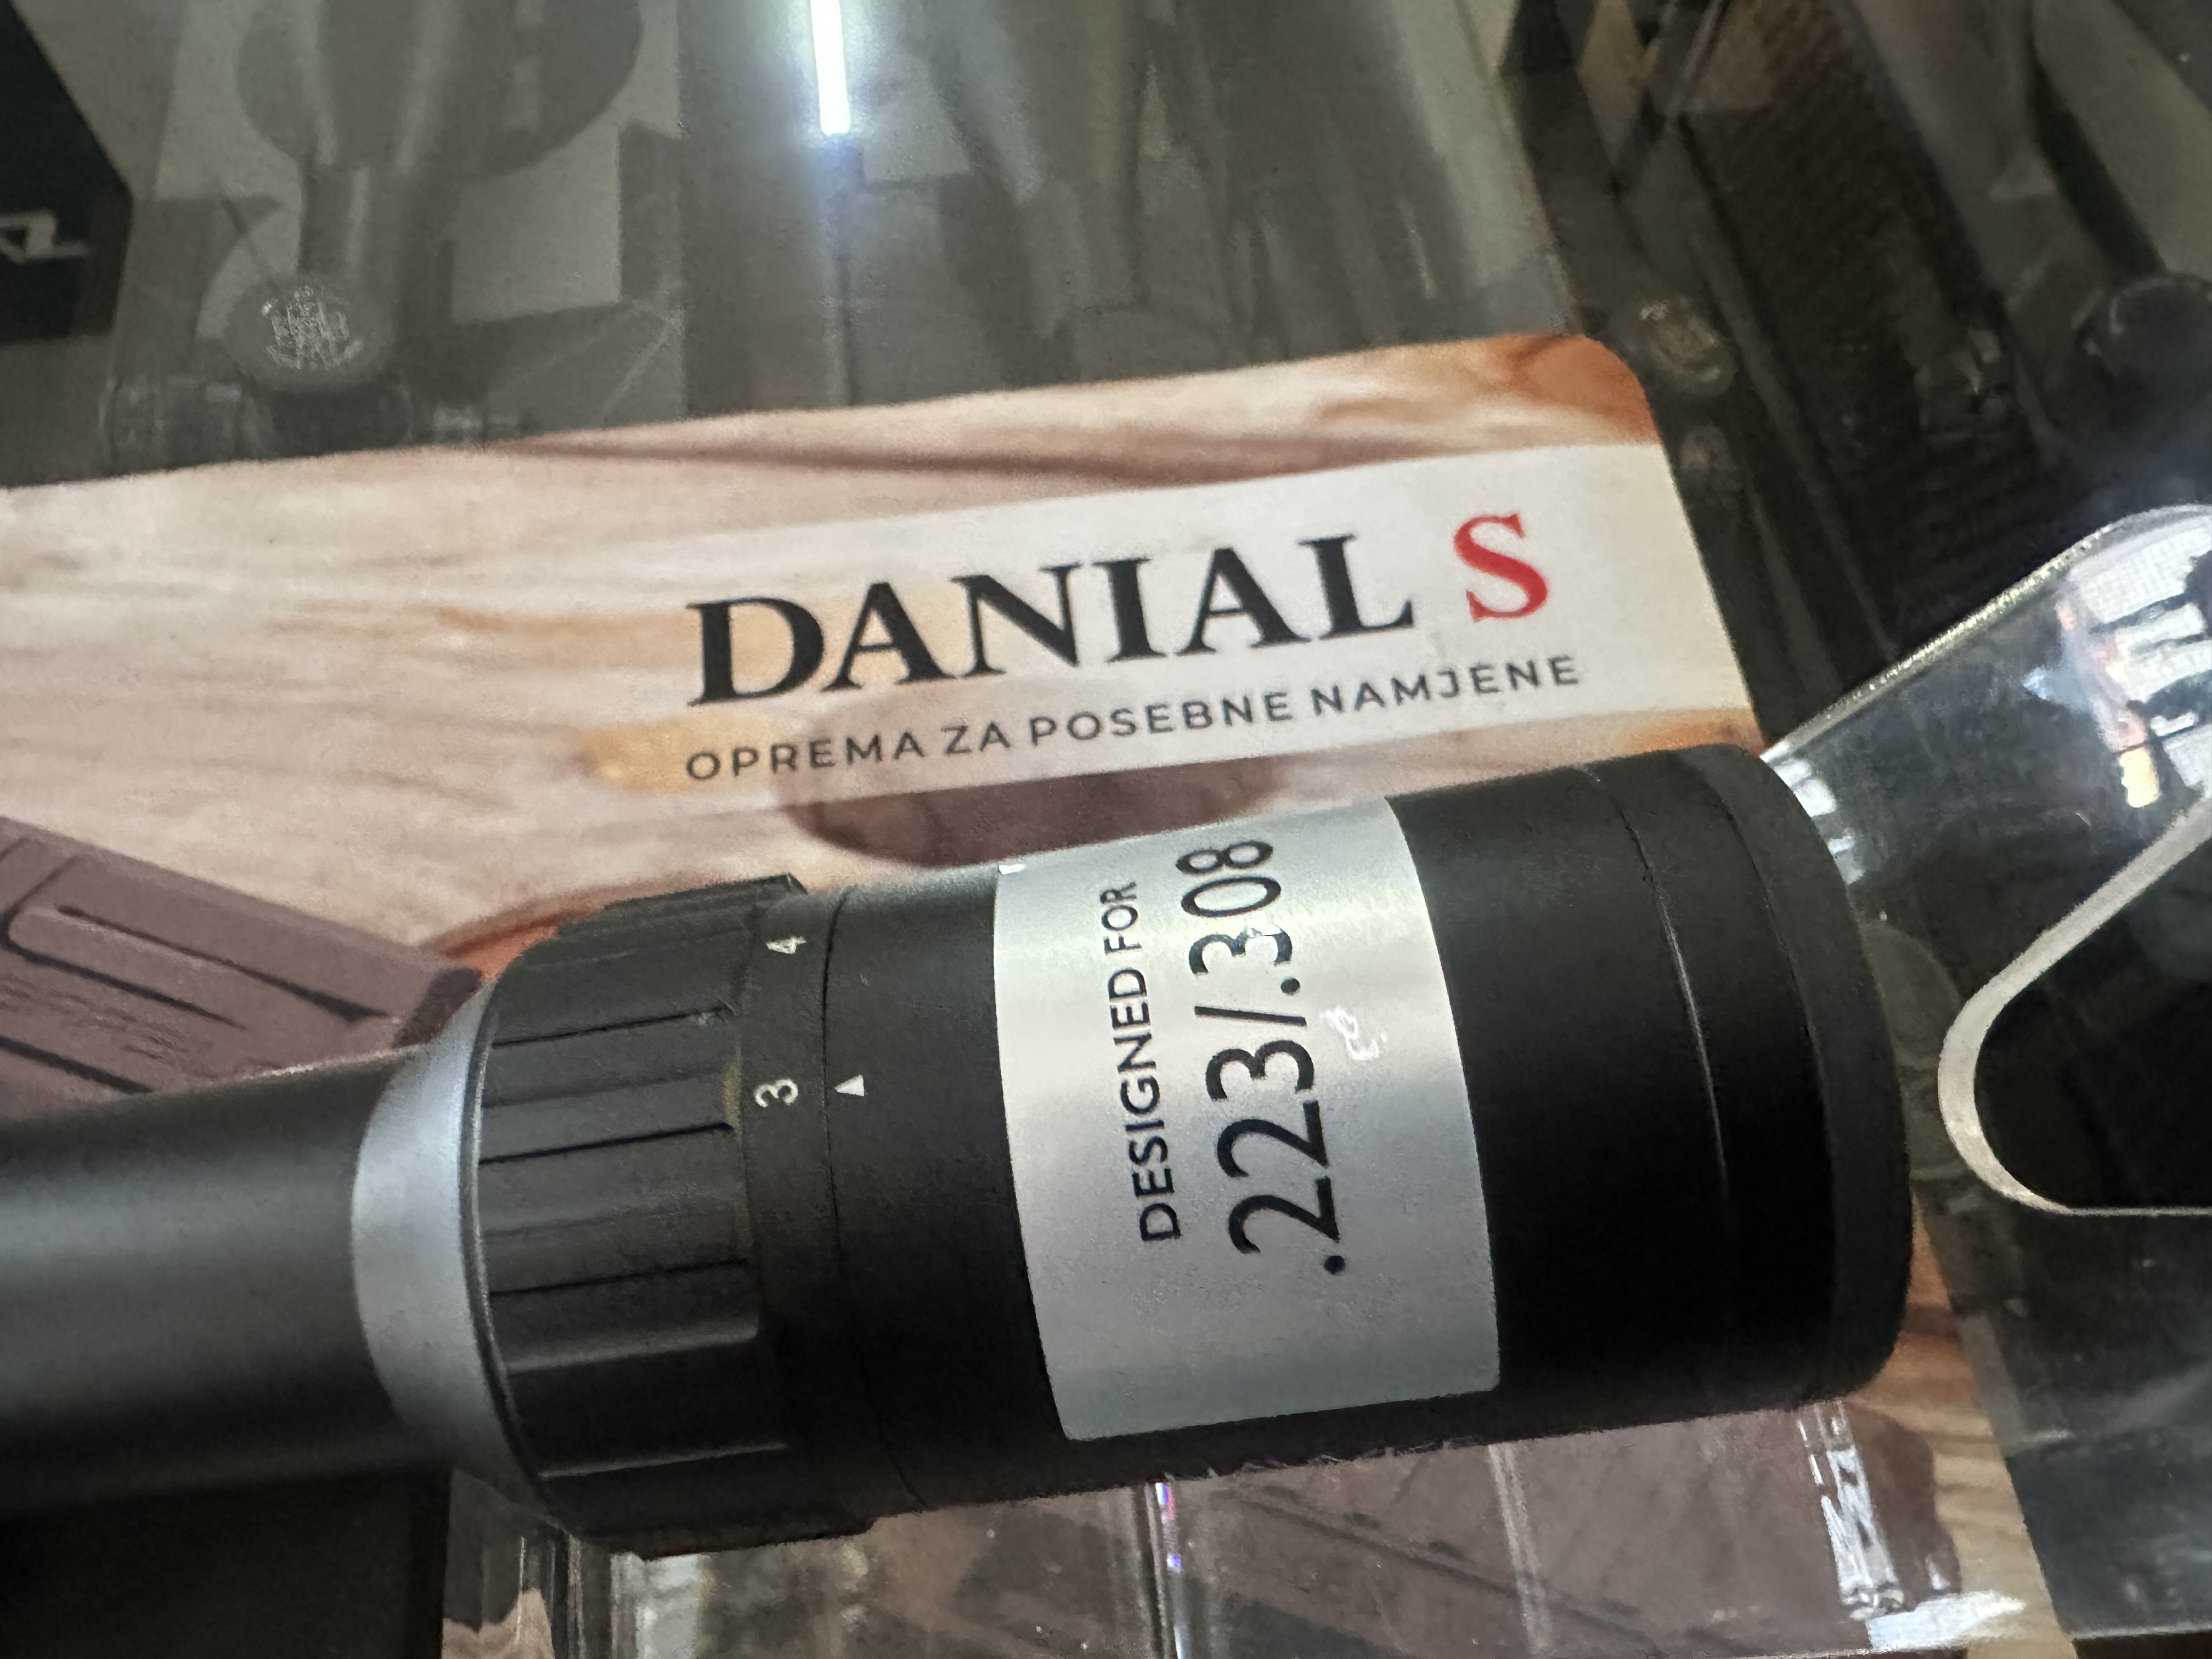 DANIAL S
OPREMA ZA POSEBNE NAMJENE
4
3
DESIGNED FOR
.223/.308